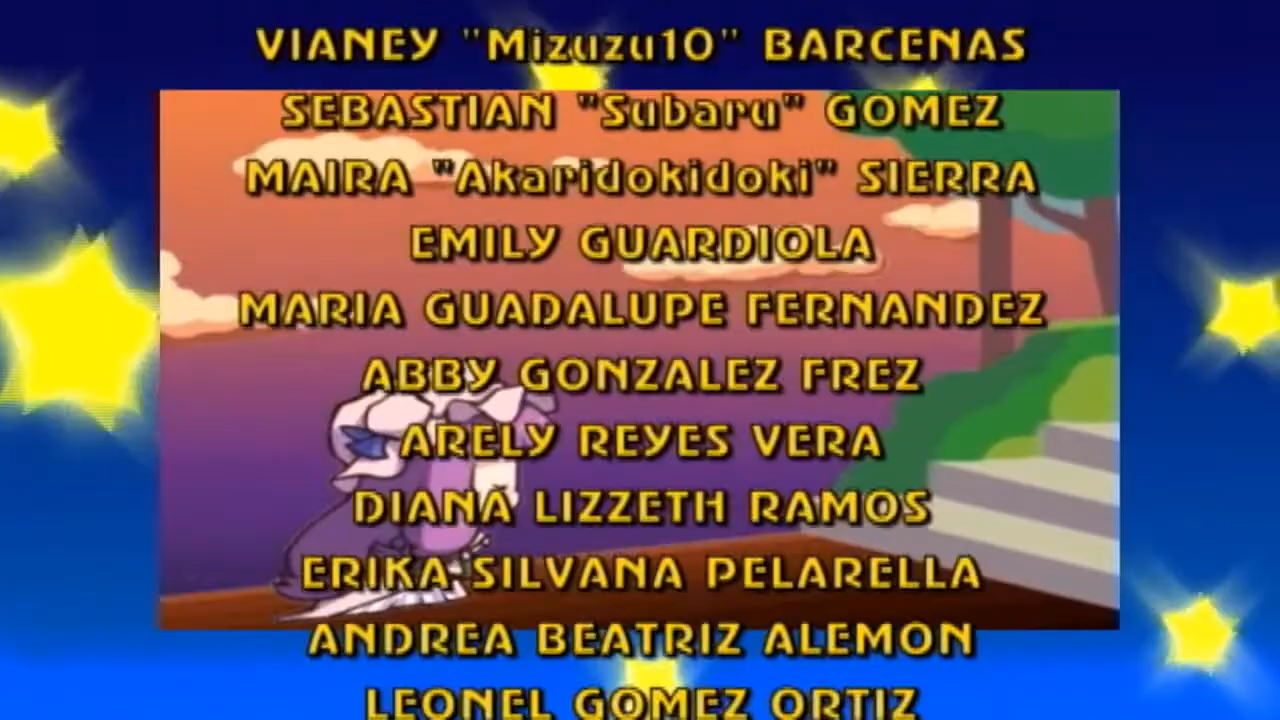 VIANEY "Mizuzu10" BARCENAS
SEBASTIAN "Subaru" GOMEZ
MAIRA "Akaridokidoki" SIERRA
EMILY GUARDIOLA
MARIA GUADALUPE FERNANDEZ
ABBY GONZALEZ FREZ
ARELY REYES VERA
DIANA LIZZETH RAMOS
ERIKA SILVANA PELARELLA
ANDREA BEATRIZ ALEMON
LEONEL GOMEZ ORTIZ